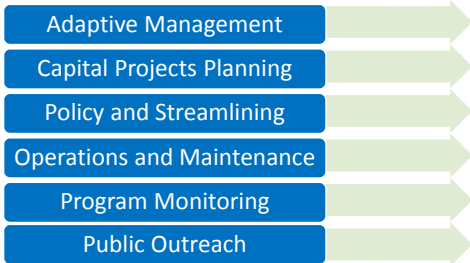 Adaptive Management
Capital Projects Planning
Policy and Streamlining
Operations and Maintenance
Program Monitoring
Public Outreach